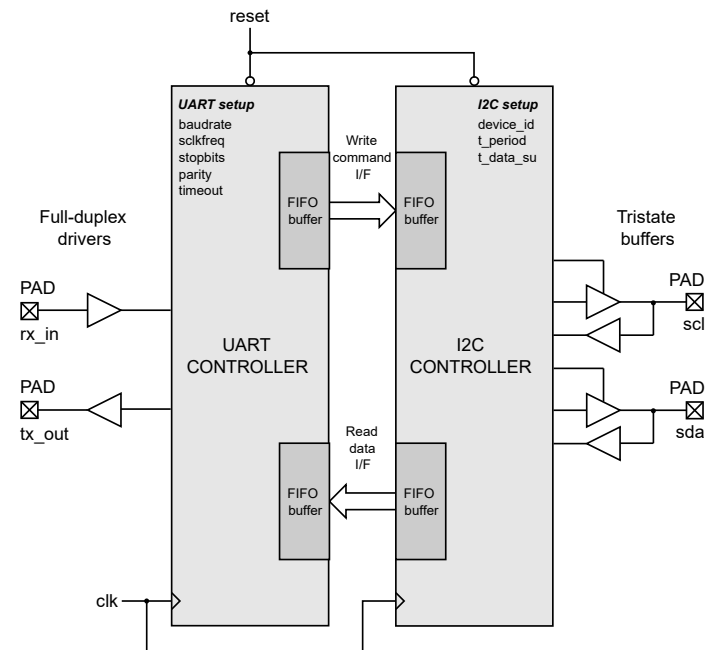 reset
UART setup
baudrate
sclkfreq
stopbits
parity
timeout
I2C setup
device_id
t_period
t_data_su
Write
command
I/F
FIFO
buffer
FIFO
buffer
Full-duplex
drivers
Tristate
buffers
PAD
rx_in
PAD
scl
UART
CONTROLLER
I2C
CONTROLLER
PAD
tx_out
PAD
sda
Read
data
I/F
FIFO
buffer
FIFO
buffer
clk